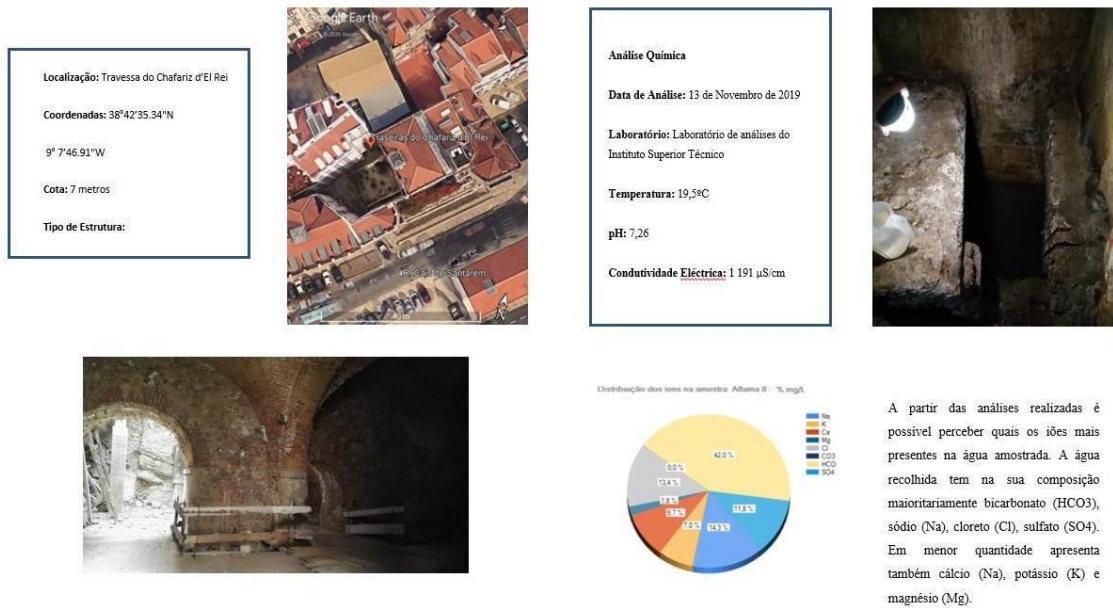 Localização: Travessa do Chafariz d'El Rei
Coordenadas: 38°42'35.34"N
9° 7'46.91"W
Cota: 7 metros
Tipo de Estrutura:
Google Earth
Traseiras do Chafariz d'El Rei
R. Cais de Santarém
40 m
Análise Química
Data de Análise: 13 de Novembro de 2019
Laboratório: Laboratório de análises do
Instituto Superior Técnico
Temperatura: 19,5ºC
pH: 7,26
Condutividade Eléctrica: 1 191 µS/cm
Distribuição dos ions na amostra Alfama 8 : % mg/L
Na
K
Ca
Mg
Cl
CO3
HCO
SO4
42,0 %
0,0 %
13,4 %
1,8 %
9,7 %
7,0 %
14,3 %
11,8 %
A partir das análises realizadas é
possível perceber quais os iões mais
presentes na água amostrada. A água
recolhida tem na sua composição
maioritariamente bicarbonato (HCO3),
sódio (Na), cloreto (Cl), sulfato (SO4).
Em menor quantidade apresenta
também cálcio (Na), potássio (K) e
magnésio (Mg).